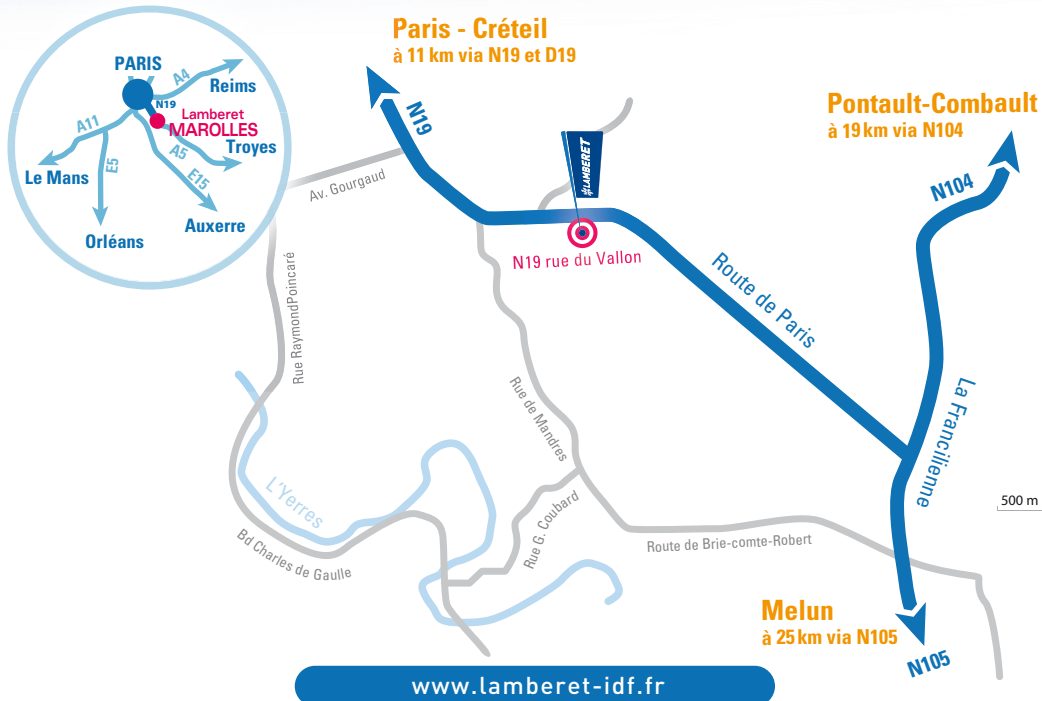 PARIS
A4
Reims
N19
Lamberet
MAROLLES
A11
E5
A5
Troyes
E15
Le Mans
Auxerre
Orléans
Paris - Créteil
à 11 km via N19 et D19
N19
Pontault-Combault
à 19 km via N104
N104
LAMBERET
Av. Gourgaud
N19 rue du Vallon
Route de Paris
Rue RaymondPoincaré
Rue de Mandres
La Francilienne
L'Yerres
500 m
Rue G. Coubard
Bd Charles de Gaulle
Route de Brie-comte-Robert
Melun
à 25 km via N105
N105
www.lamberet-idf.fr